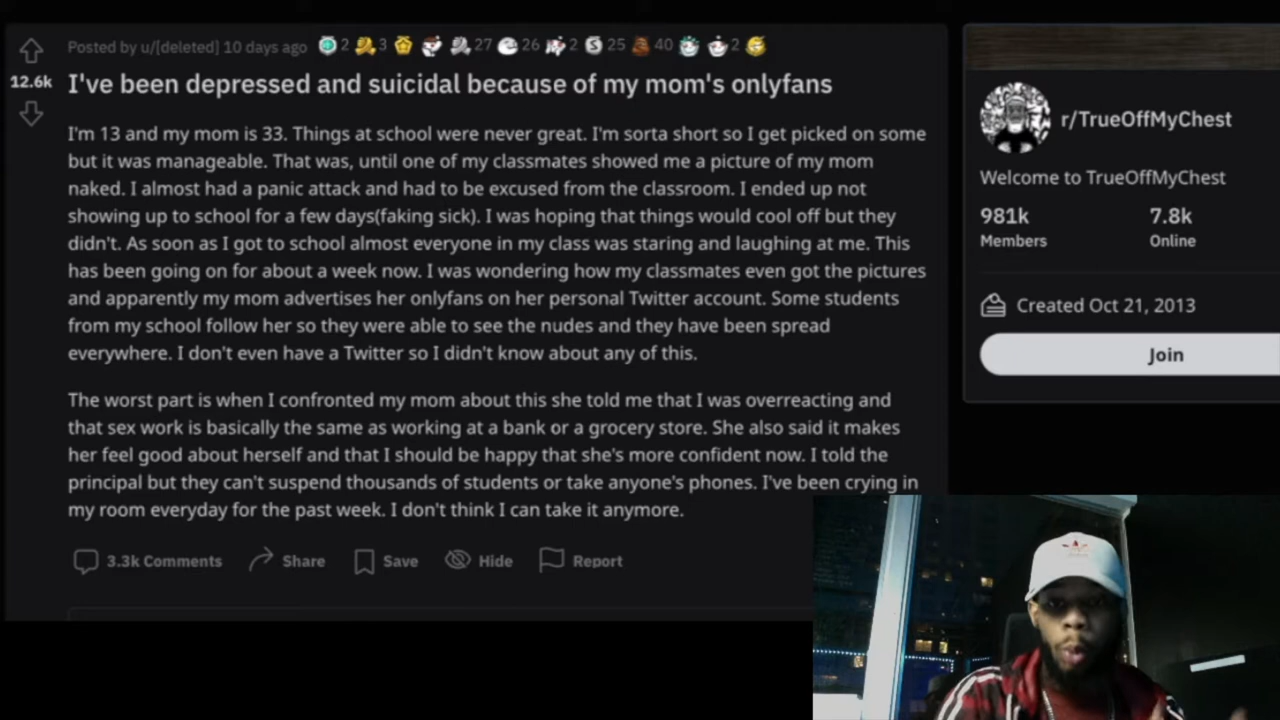 Posted by u/[deleted] 10 days ago 2 3 27 26 2 25 40 2
12.6k
I've been depressed and suicidal because of my mom's onlyfans
I'm 13 and my mom is 33. Things at school were never great. I'm sorta short so I get picked on some
but it was manageable. That was, until one of my classmates showed me a picture of my mom
naked. I almost had a panic attack and had to be excused from the classroom. I ended up not
showing up to school for a few days(faking sick). I was hoping that things would cool off but they
didn't. As soon as I got to school almost everyone in my class was staring and laughing at me. This
has been going on for about a week now. I was wondering how my classmates even got the pictures
and apparently my mom advertises her onlyfans on her personal Twitter account. Some students
from my school follow her so they were able to see the nudes and they have been spread
everywhere. I don't even have a Twitter so I didn't know about any of this.
The worst part is when I confronted my mom about this she told me that I was overreacting and
that sex work is basically the same as working at a bank or a grocery store. She also said it makes
her feel good about herself and that I should be happy that she's more confident now. I told the
principal but they can't suspend thousands of students or take anyone's phones. I've been crying in
my room everyday for the past week. I don't think I can take it anymore.
3.3k Comments Share Save Hide Report
r/TrueOffMyChest
Welcome to TrueOffMyChest
981k 7.8k
Members Online
Created Oct 21, 2013
Join